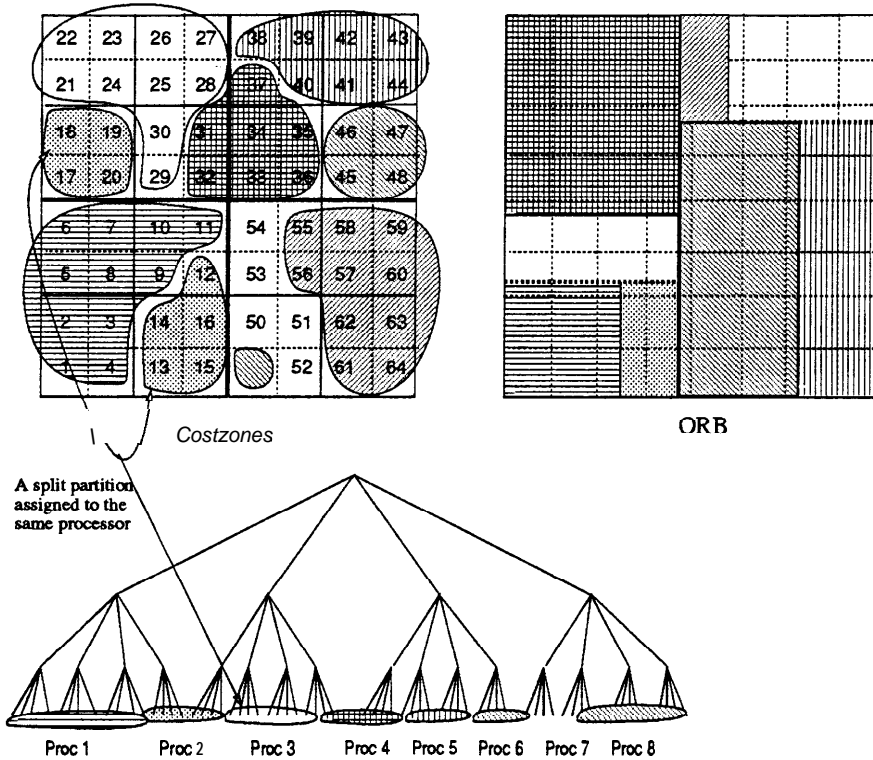 22 23 26 27 38 39 42 43
21 24 25 28 37 40 41 44
18 19 30 31 34 35 46 47
17 20 29 32 33 36 45 48
6 7 10 11 54 55 58 59
5 8 9 12 53 56 57 60
2 3 14 16 50 51 62 63
1 4 13 15 52 61 64
Costzones
ORB
A split partition
assigned to the
same processor
Proc 1 Proc 2 Proc 3 Proc 4 Proc 5 Proc 6 Proc 7 Proc 8